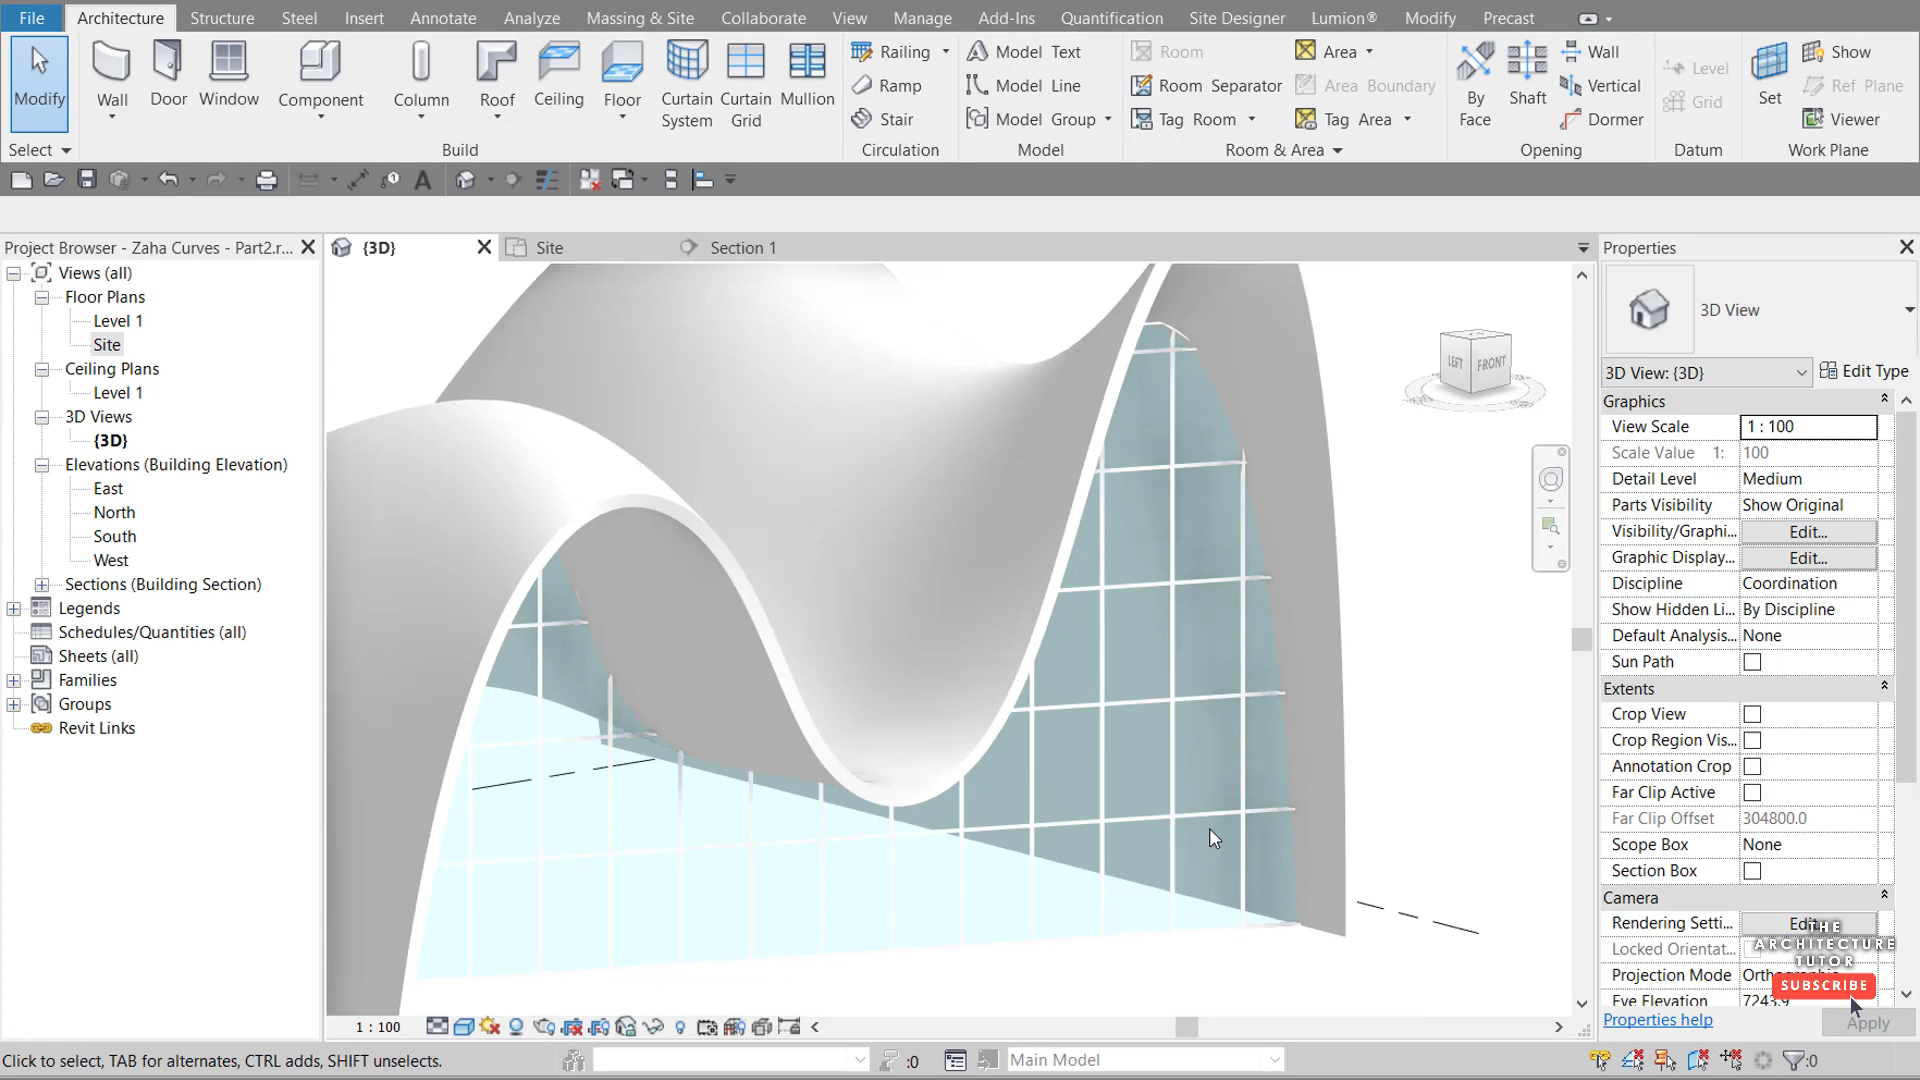 File Architecture Structure Steel Insert Annotate Analyze Massing & Site Collaborate View Manage Add-Ins Quantification Site Designer Lumion® Modify Precast
Modify
Wall
Door
Window
Component
Column
Roof
Ceiling
Floor
Curtain System
Curtain Grid
Mullion
Railing
Ramp
Stair
Model Text
Model Line
Model Group
Room
Room Separator
Tag Room
Area
Area Boundary
Tag Area
By Face
Shaft
Wall
Vertical
Dormer
Level
Grid
Set
Show
Ref Plane
Viewer
Select
Build
Circulation
Model
Room & Area
Opening
Datum
Work Plane
Project Browser - Zaha Curves - Part2.r...
Views (all)
Floor Plans
Level 1
Site
Ceiling Plans
Level 1
3D Views
{3D}
Elevations (Building Elevation)
East
North
South
West
Sections (Building Section)
Legends
Schedules/Quantities (all)
Sheets (all)
Families
Groups
Revit Links
{3D} Site Section 1
LEFT FRONT
1 : 100
Properties
3D View
3D View: {3D} Edit Type
Graphics
View Scale 1 : 100
Scale Value 1: 100
Detail Level Medium
Parts Visibility Show Original
Visibility/Graphi... Edit...
Graphic Display... Edit...
Discipline Coordination
Show Hidden Li... By Discipline
Default Analysis... None
Sun Path
Extents
Crop View
Crop Region Vis...
Annotation Crop
Far Clip Active
Far Clip Offset 304800.0
Scope Box None
Section Box
Camera
Rendering Setti... Edit...
Locked Orientat...
Projection Mode Orthographic
Eye Elevation 7243.9
THE
ARCHITECTURE
TUTOR
SUBSCRIBE
Properties help Apply
Click to select, TAB for alternates, CTRL adds, SHIFT unselects. :0 Main Model :0